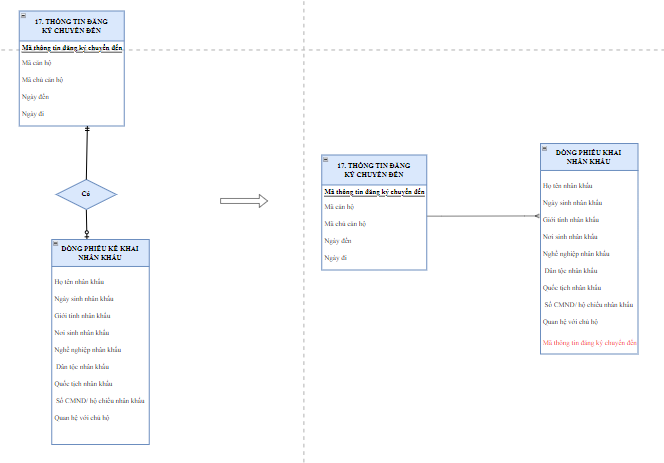 17. THÔNG TIN ĐĂNG
KÝ CHUYỂN ĐẾN
Mã thông tin đăng ký chuyển đến
Mã căn hộ
Mã chủ căn hộ
Ngày đến
Ngày đi
Có
DÒNG PHIẾU KÊ KHAI
NHÂN KHẨU
Họ tên nhân khẩu
Ngày sinh nhân khẩu
Giới tính nhân khẩu
Nơi sinh nhân khẩu
Nghề nghiệp nhân khẩu
Dân tộc nhân khẩu
Quốc tịch nhân khẩu
Số CMND/ hộ chiếu nhân khẩu
Quan hệ với chủ hộ
17. THÔNG TIN ĐĂNG
KÝ CHUYỂN ĐẾN
Mã thông tin đăng ký chuyển đến
Mã căn hộ
Mã chủ căn hộ
Ngày đến
Ngày đi
DÒNG PHIẾU KHAI
NHÂN KHẨU
Họ tên nhân khẩu
Ngày sinh nhân khẩu
Giới tính nhân khẩu
Nơi sinh nhân khẩu
Nghề nghiệp nhân khẩu
Dân tộc nhân khẩu
Quốc tịch nhân khẩu
Số CMND/ hộ chiếu nhân khẩu
Quan hệ với chủ hộ
Mã thông tin đăng ký chuyển đến